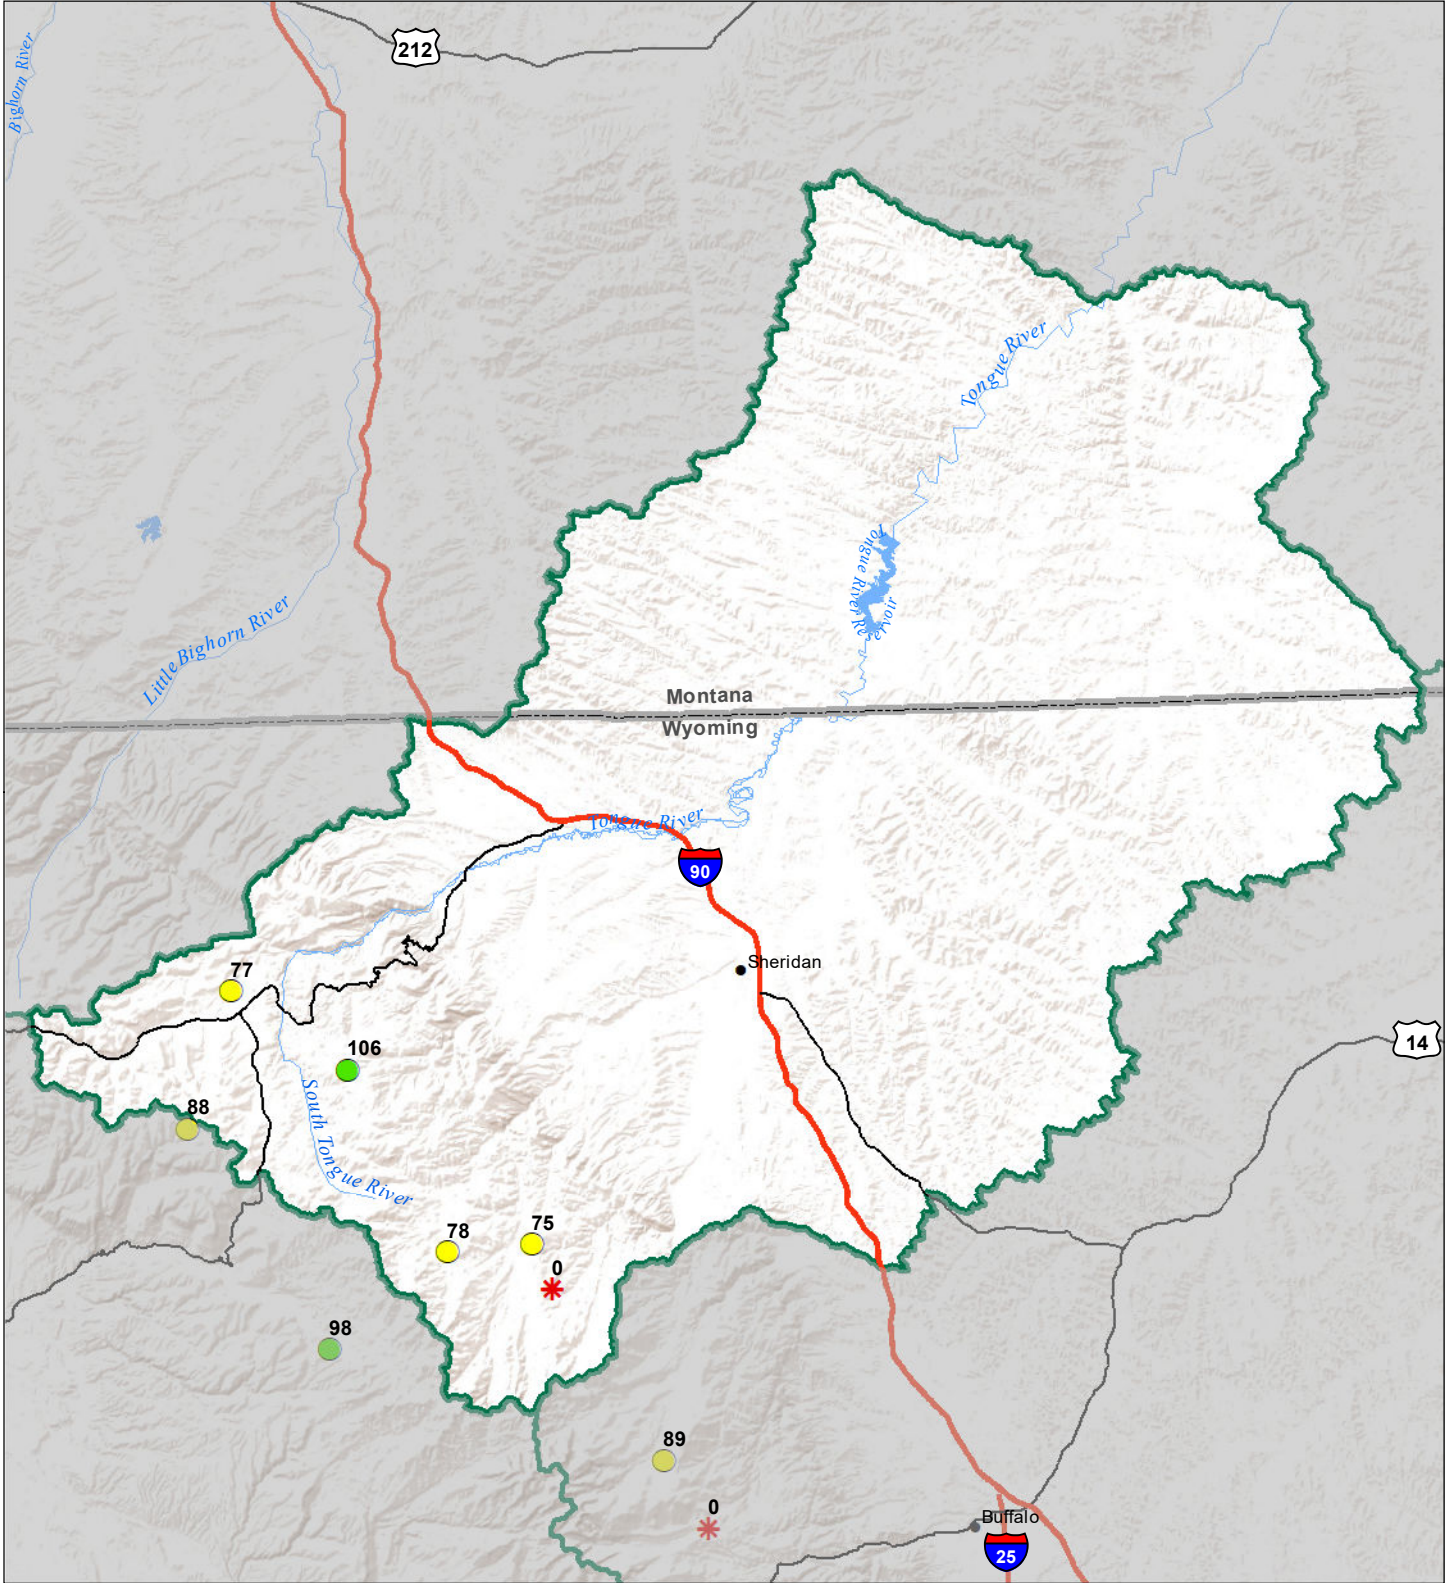 212
Bighorn River
Tongue River
Tongue River Reservoir
Little Bighorn River
Montana
Wyoming
Tongue River
90
Sheridan
77
14
106
88
South Tongue River
78
75
0
98
89
0
Buffalo
25